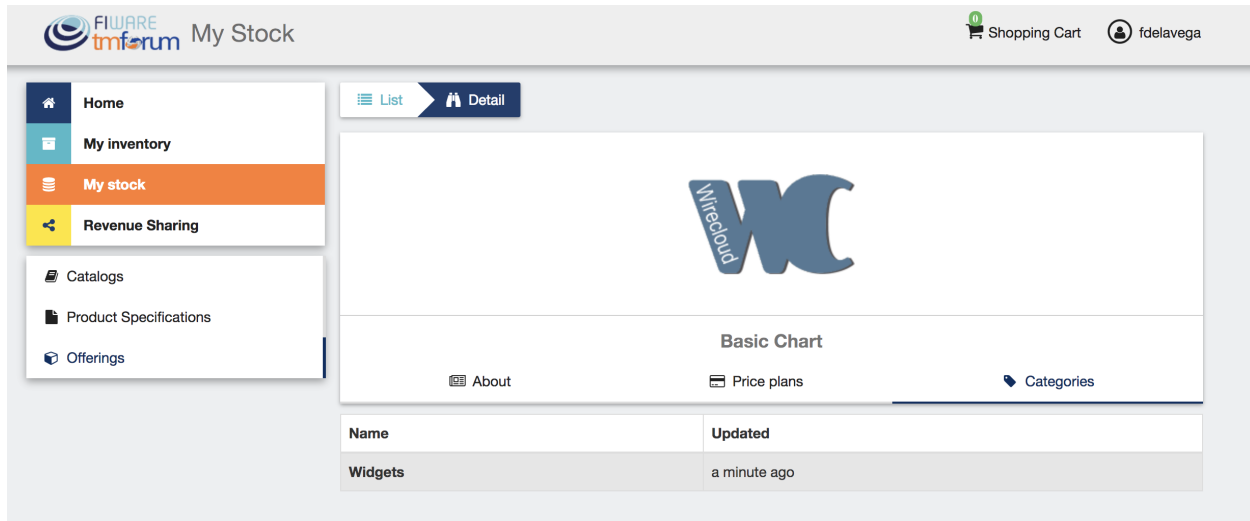 FIWARE
tmforum
My Stock
0
Shopping Cart
fdelavega
Home
My inventory
My stock
Revenue Sharing
Catalogs
Product Specifications
Offerings
List
Detail
Wirecloud
WC
Basic Chart
About
Price plans
Categories
Name Updated
Widgets a minute ago